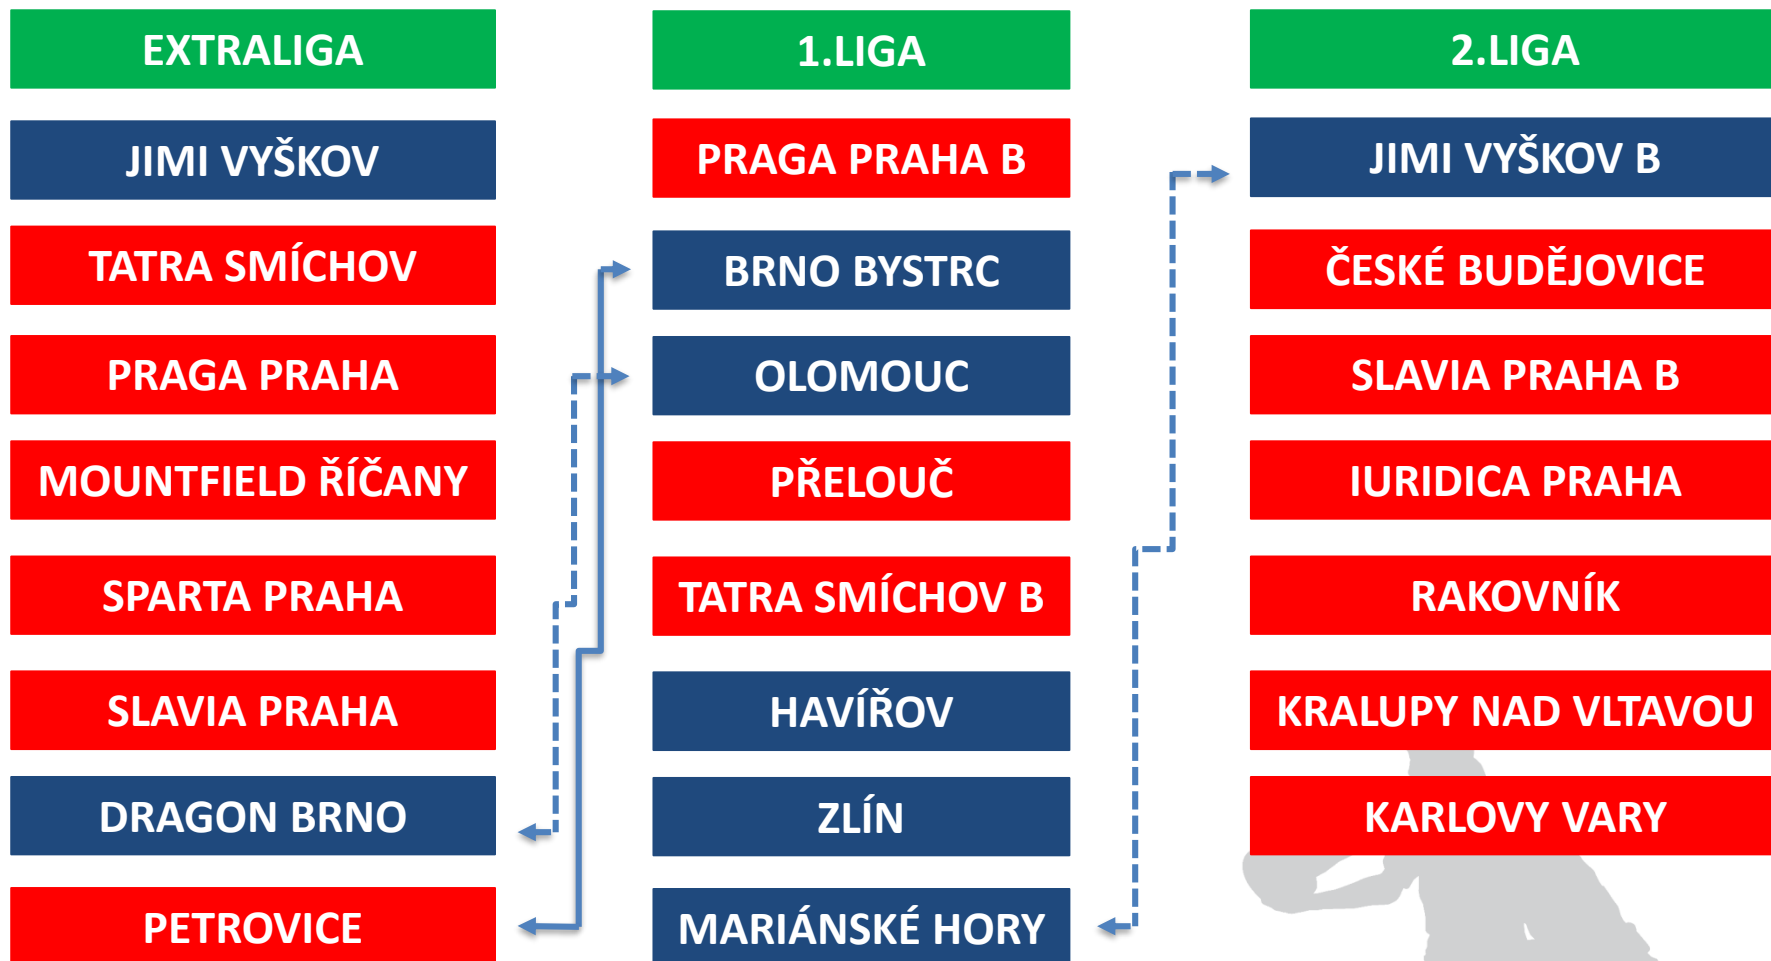 EXTRALIGA
JIMI VYŠKOV
TATRA SMÍCHOV
PRAGA PRAHA
MOUNTFIELD ŘÍČANY
SPARTA PRAHA
SLAVIA PRAHA
DRAGON BRNO
PETROVICE
1.LIGA
PRAGA PRAHA B
BRNO BYSTRC
OLOMOUC
PŘELOUČ
TATRA SMÍCHOV B
HAVÍŘOV
ZLÍN
MARIÁNSKÉ HORY
2.LIGA
JIMI VYŠKOV B
ČESKÉ BUDĚJOVICE
SLAVIA PRAHA B
IURIDICA PRAHA
RAKOVNÍK
KRALUPY NAD VLTAVOU
KARLOVY VARY